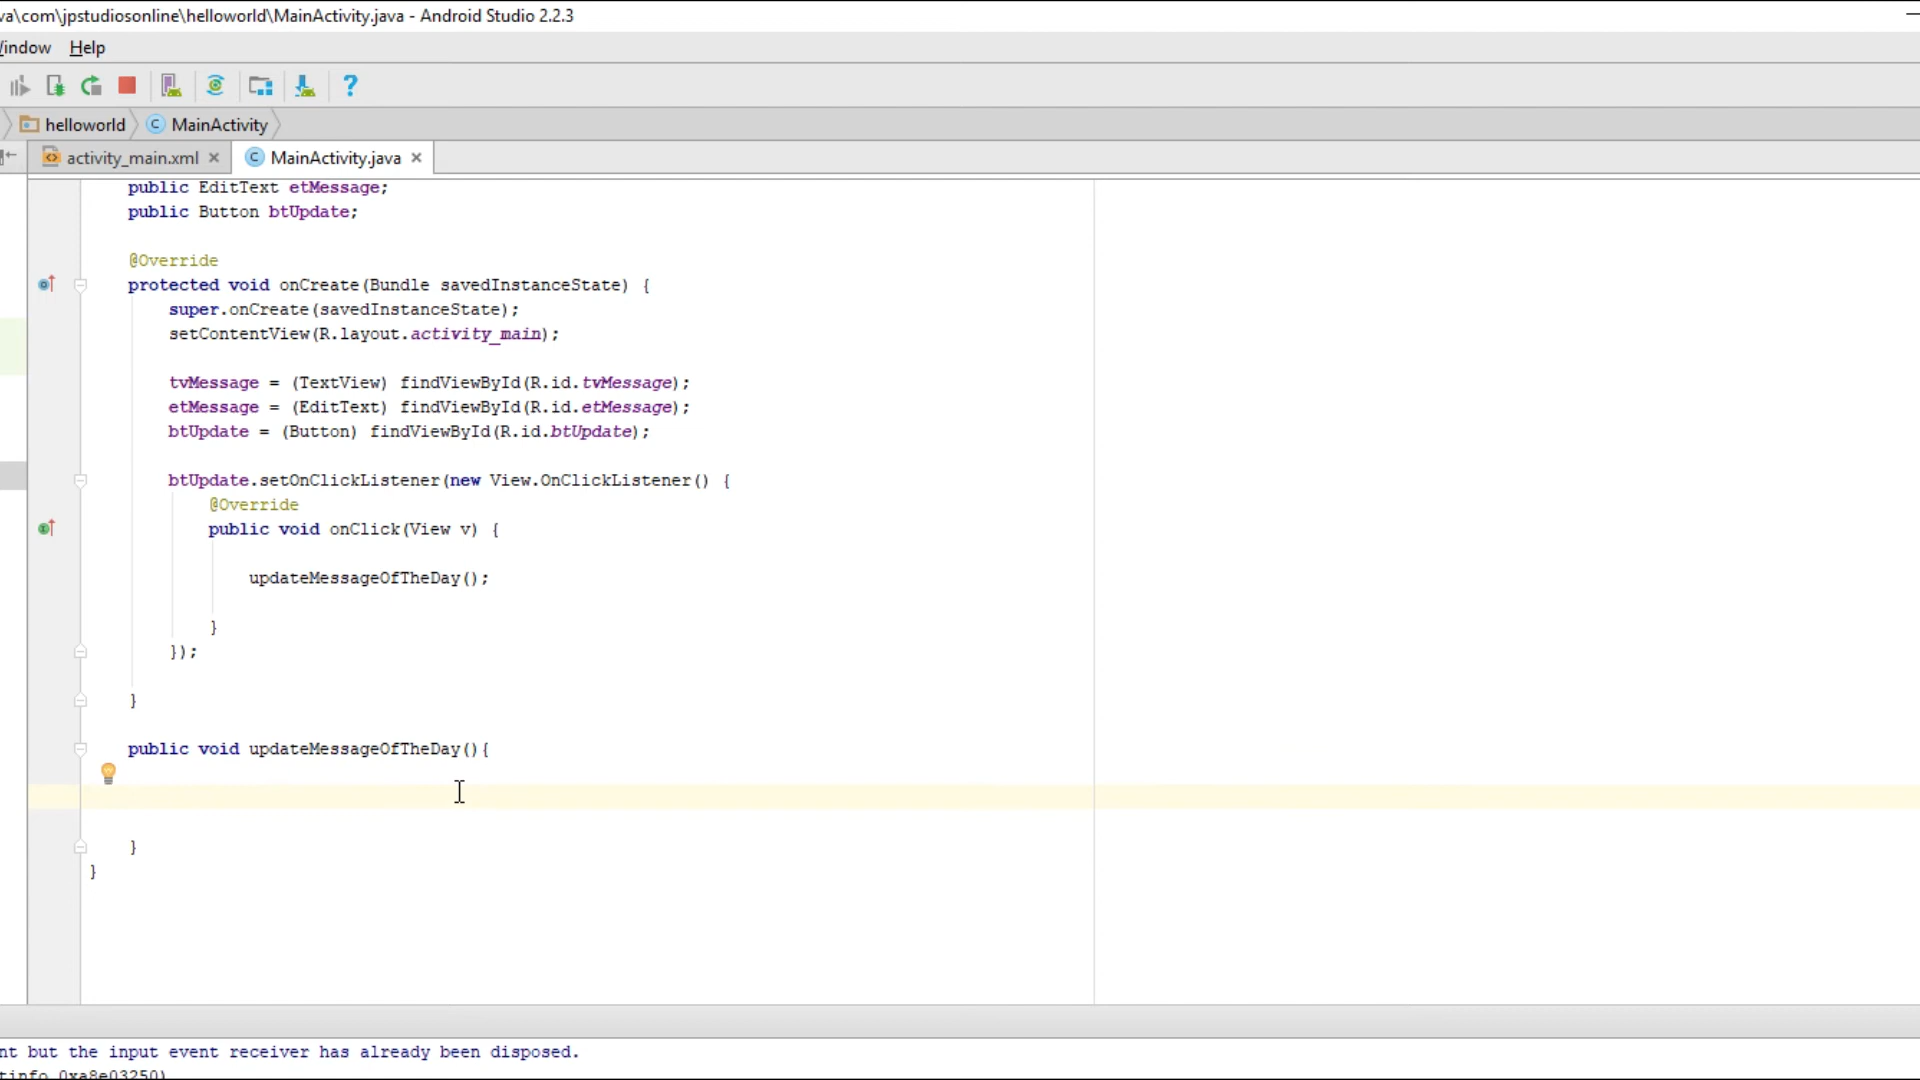 va\com\jpstudiosonline\helloworld\MainActivity.java - Android Studio 2.2.3
Window Help
helloworld MainActivity
activity_main.xml MainActivity.java
public EditText etMessage;
public Button btUpdate;
@Override
protected void onCreate(Bundle savedInstanceState) {
super.onCreate(savedInstanceState);
setContentView(R.layout.activity_main);
tvMessage = (TextView) findViewById(R.id.tvMessage);
etMessage = (EditText) findViewById(R.id.etMessage);
btUpdate = (Button) findViewById(R.id.btUpdate);
btUpdate.setOnClickListener(new View.OnClickListener() {
@Override
public void onClick(View v) {
updateMessageOfTheDay();
}
});
}
public void updateMessageOfTheDay(){
}
}
nt but the input event receiver has already been disposed.
tinfo 0xa8e03250)